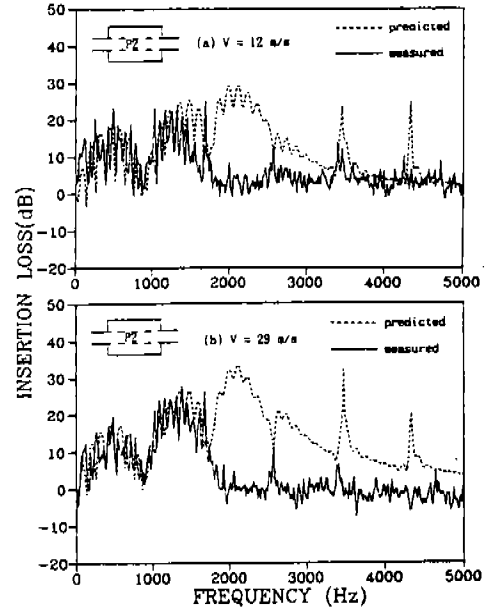 50
40
30
20
10
0
-10
-20
PZ
(a) V = 12 m/s
predicted
measured
0 1000 2000 3000 4000 5000
INSERTION LOSS(dB)
50
40
30
20
10
0
-10
-20
PZ
(b) V = 29 m/s
predicted
measured
0 1000 2000 3000 4000 5000
FREQUENCY (Hz)